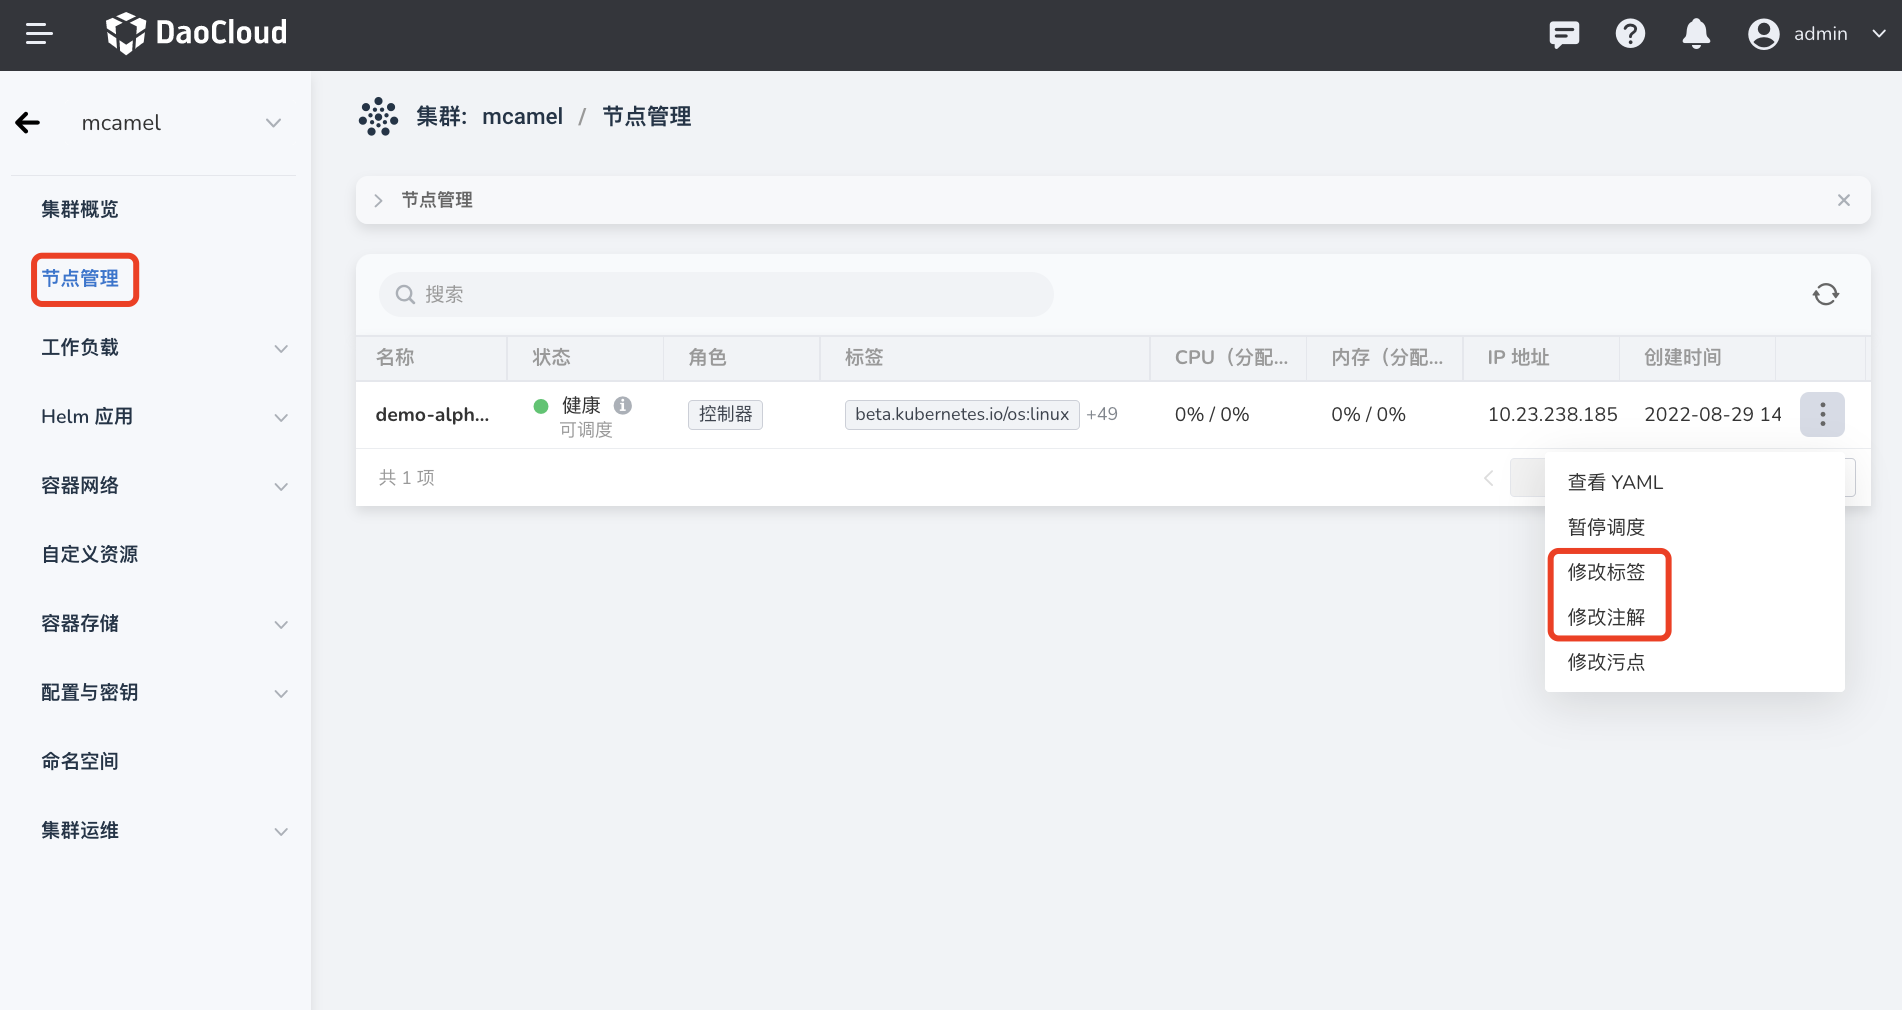 DaoCloud
admin
mcamel
集群: mcamel / 节点管理
集群概览
节点管理
工作负载
Helm 应用
容器网络
自定义资源
容器存储
配置与密钥
命名空间
集群运维
节点管理
搜索
名称 状态 角色 标签 CPU（分配... 内存（分配... IP 地址 创建时间
demo-alph... 健康 控制器 beta.kubernetes.io/os:linux +49 0% / 0% 0% / 0% 10.23.238.185 2022-08-29 14
可调度
共 1 项
查看 YAML
暂停调度
修改标签
修改注解
修改污点